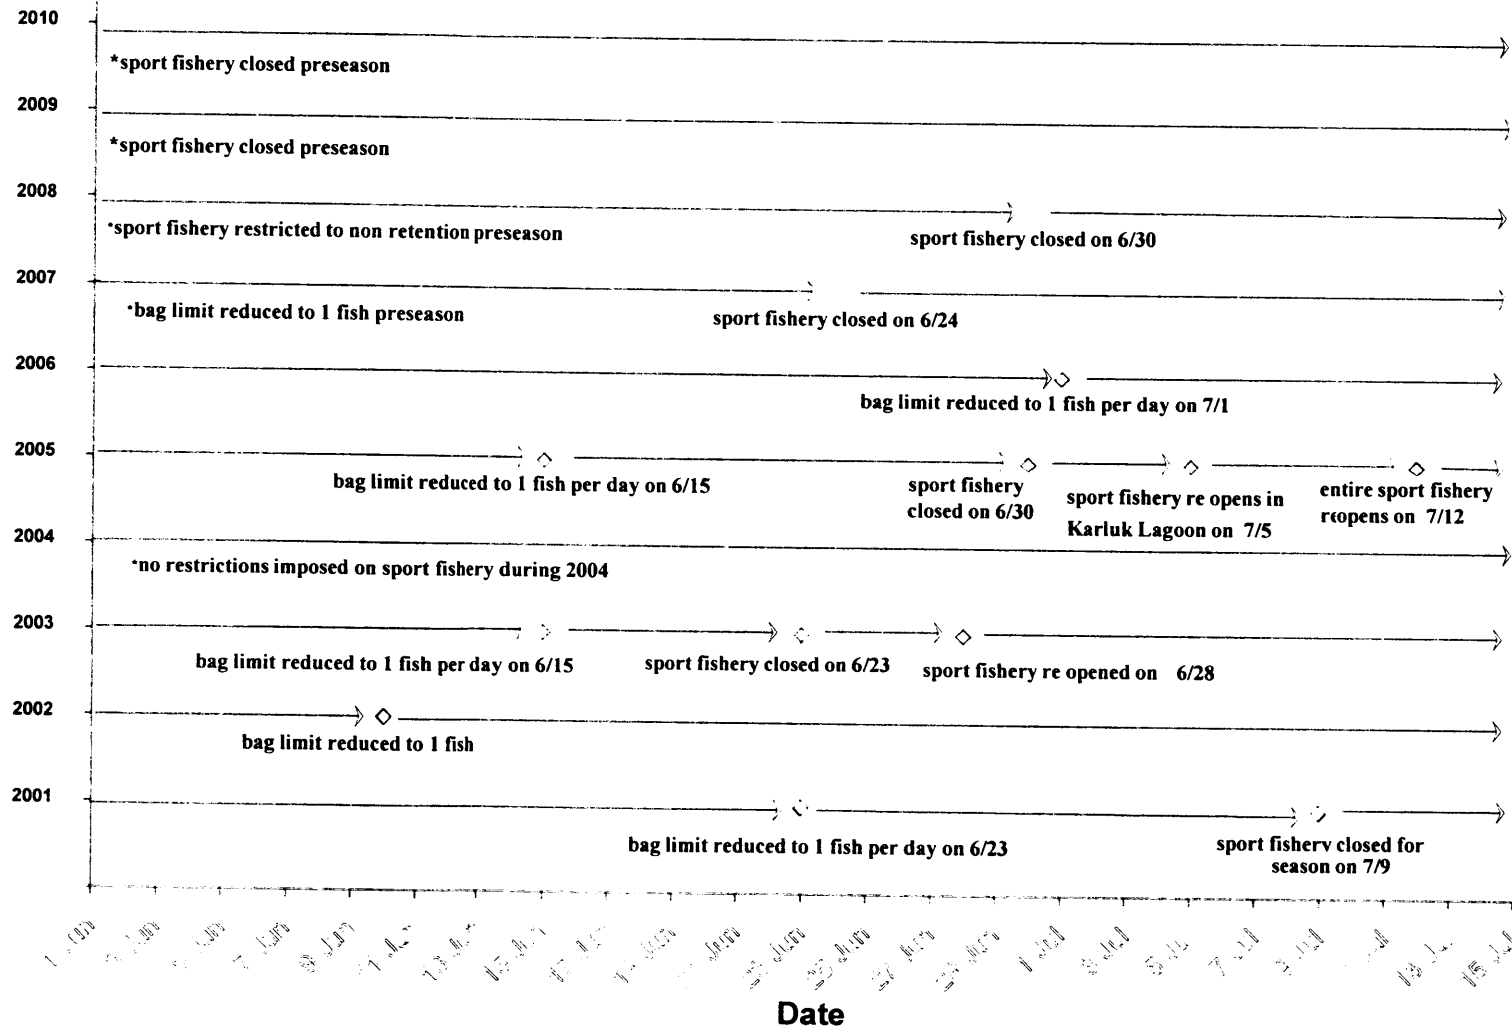 2010
*sport fishery closed preseason
2009
*sport fishery closed preseason
2008
*sport fishery restricted to non retention preseason
sport fishery closed on 6/30
2007
*bag limit reduced to 1 fish preseason
sport fishery closed on 6/24
2006
bag limit reduced to 1 fish per day on 7/1
2005
bag limit reduced to 1 fish per day on 6/15
sport fishery
closed on 6/30
sport fishery re opens in
Karluk Lagoon on 7/5
entire sport fishery
reopens on 7/12
2004
*no restrictions imposed on sport fishery during 2004
2003
bag limit reduced to 1 fish per day on 6/15
sport fishery closed on 6/23
sport fishery re opened on 6/28
2002
bag limit reduced to 1 fish
2001
bag limit reduced to 1 fish per day on 6/23
sport fishery closed for
season on 7/9
Date